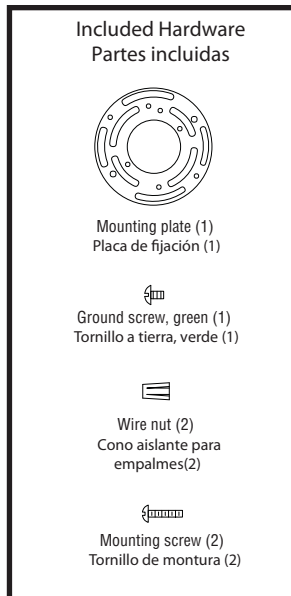 Included Hardware
Partes incluidas
Mounting plate (1)
Placa de fijación (1)
Ground screw, green (1)
Tornillo a tierra, verde (1)
Wire nut (2)
Cono aislante para
empalmes(2)
Mounting screw (2)
Tornillo de montura (2)